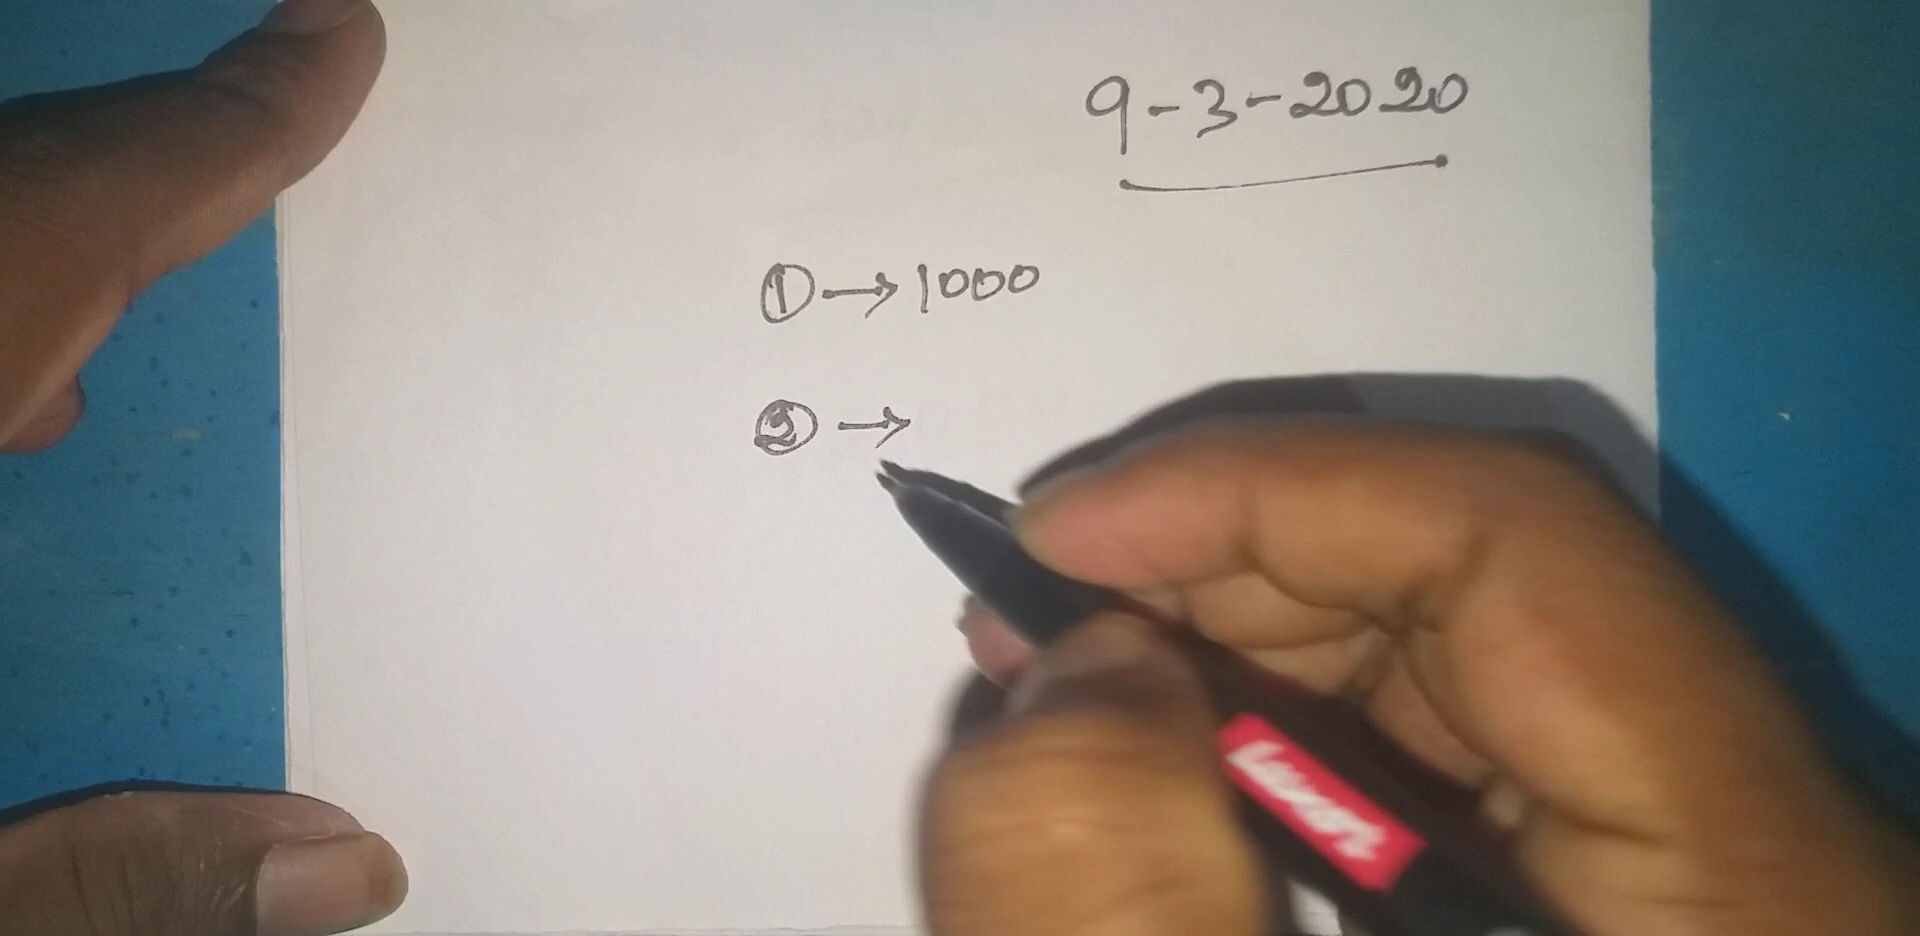 9-3-2020
① → 1000
② →